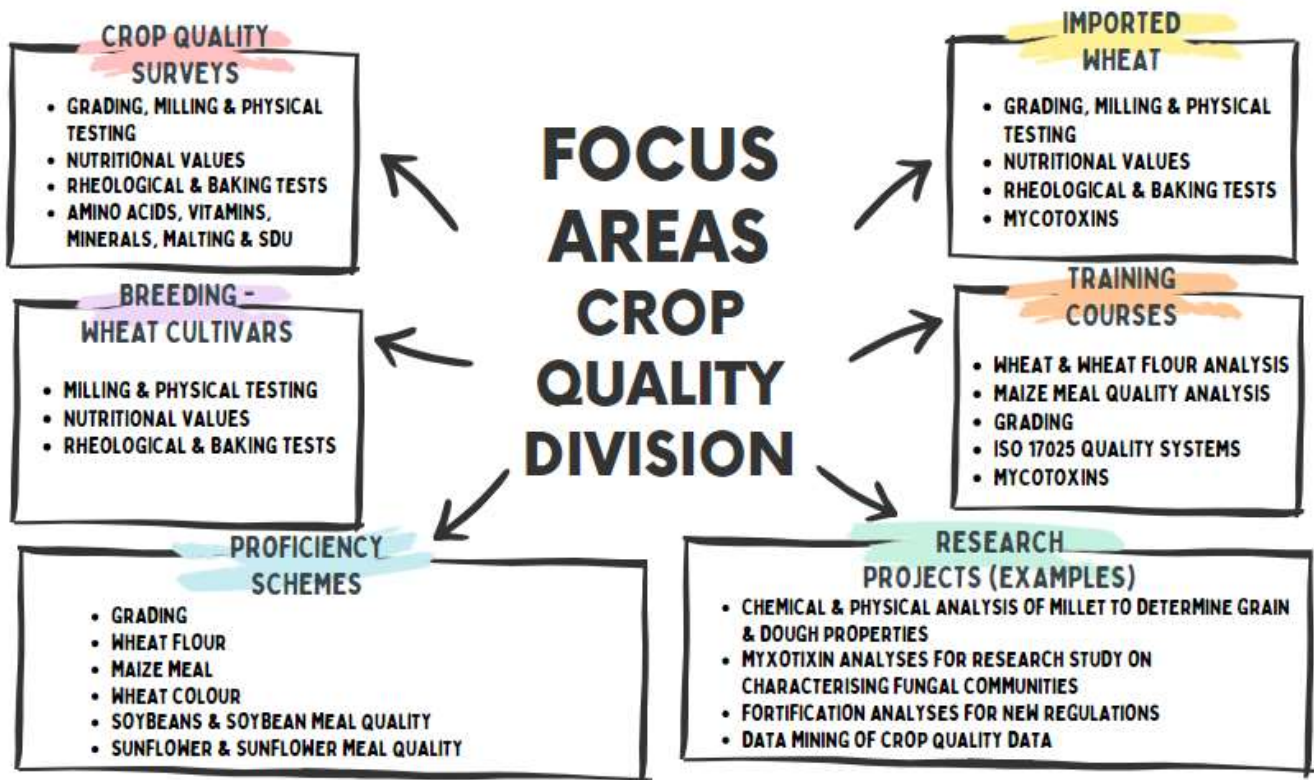 CROP QUALITY
SURVEYS
• GRADING, MILLING & PHYSICAL
TESTING
• NUTRITIONAL VALUES
• RHEOLOGICAL & BAKING TESTS
• AMINO ACIDS, VITAMINS,
MINERALS, MALTING & SDU
BREEDING -
WHEAT CULTIVARS
• MILLING & PHYSICAL TESTING
• NUTRITIONAL VALUES
• RHEOLOGICAL & BAKING TESTS
PROFICIENCY
SCHEMES
• GRADING
• WHEAT FLOUR
• MAIZE MEAL
• WHEAT COLOUR
• SOYBEANS & SOYBEAN MEAL QUALITY
• SUNFLOWER & SUNFLOWER MEAL QUALITY
FOCUS
AREAS
CROP
QUALITY
DIVISION
IMPORTED
WHEAT
• GRADING, MILLING & PHYSICAL
TESTING
• NUTRITIONAL VALUES
• RHEOLOGICAL & BAKING TESTS
• MYCOTOXINS
TRAINING
COURSES
• WHEAT & WHEAT FLOUR ANALYSIS
• MAIZE MEAL QUALITY ANALYSIS
• GRADING
• ISO 17025 QUALITY SYSTEMS
• MYCOTOXINS
RESEARCH
PROJECTS (EXAMPLES)
• CHEMICAL & PHYSICAL ANALYSIS OF MILLET TO DETERMINE GRAIN
& DOUGH PROPERTIES
• MYXOTIXIN ANALYSES FOR RESEARCH STUDY ON
CHARACTERISING FUNGAL COMMUNITIES
• FORTIFICATION ANALYSES FOR NEW REGULATIONS
• DATA MINING OF CROP QUALITY DATA